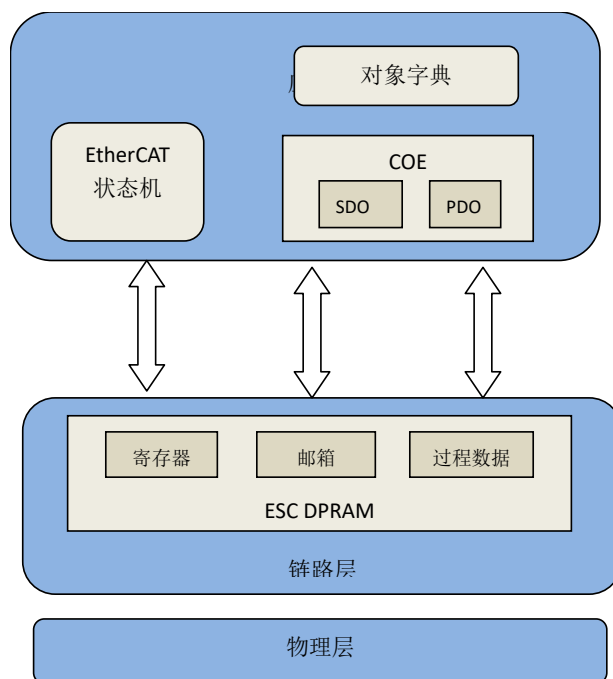 对象字典
EtherCAT
状态机
COE
SDO
PDO
寄存器
邮箱
过程数据
ESC DPRAM
链路层
物理层